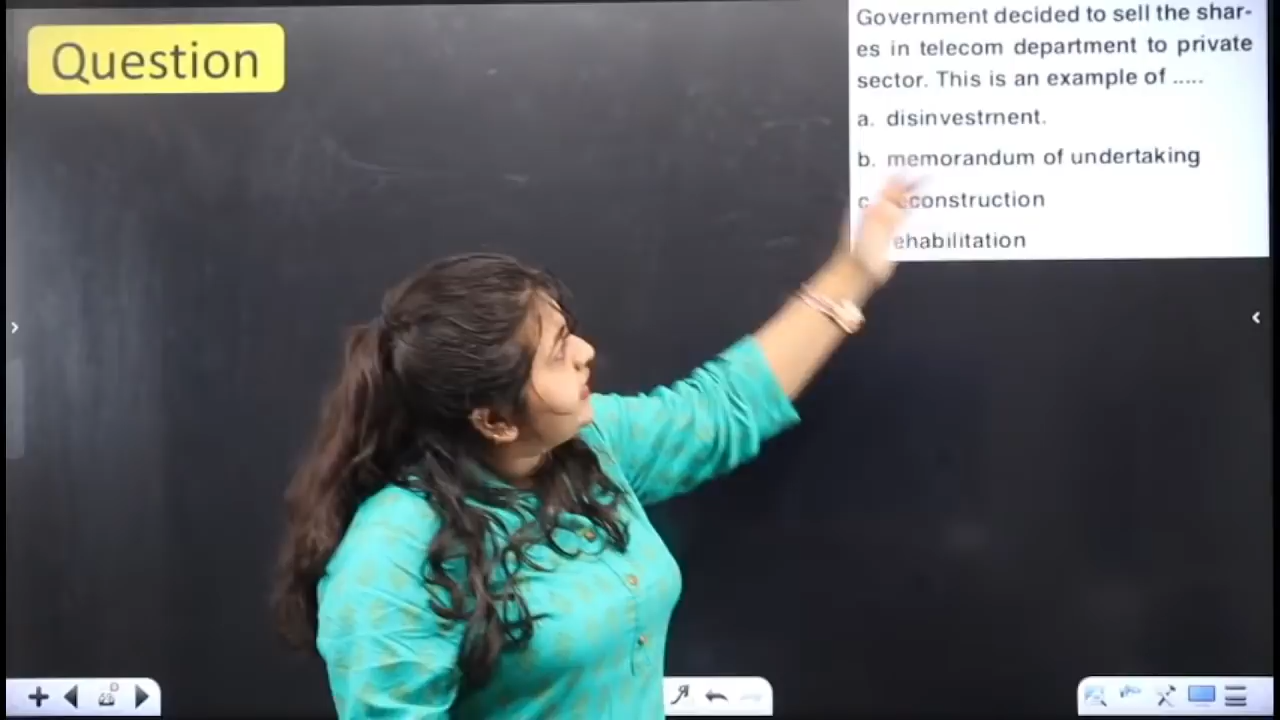 Question
Government decided to sell the shar-
es in telecom department to private
sector. This is an example of .....
a. disinvestment.
b. memorandum of undertaking
c. econstruction
ehabilitation